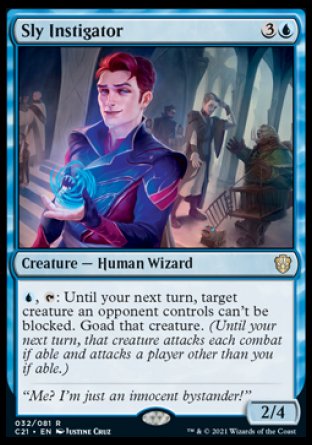 Sly Instigator 3
Creature — Human Wizard
: Until your next turn, target
creature an opponent controls can't be
blocked. Goad that creature. (Until your
next turn, that creature attacks each combat
if able and attacks a player other than you
if able.)
"Me? I'm just an innocent bystander!"
2/4
032/081 R
C21 • EN Justine Cruz ™ & © 2021 Wizards of the Coast